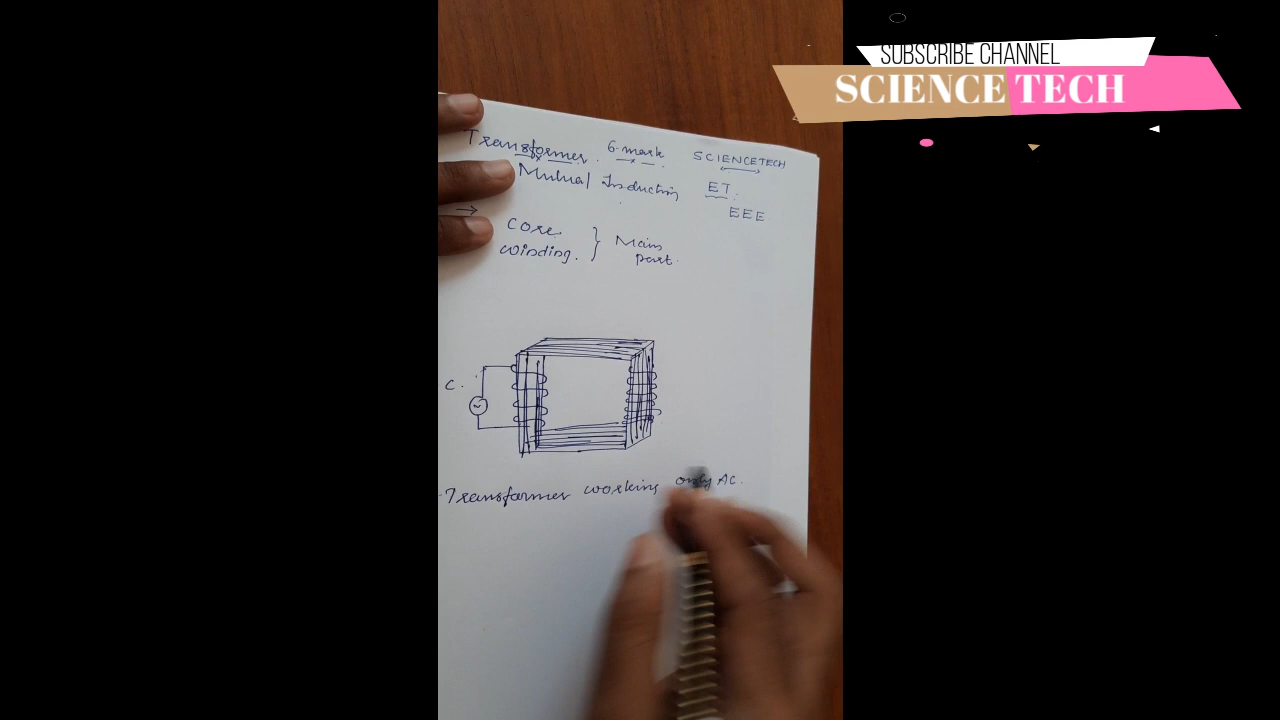 SUBSCRIBE CHANNEL
SCIENCE TECH
Transformer. 6-mark SCIENCETECH
Mutual Induction ET
EEE
→ Core
winding. } Main
part.
C.
Transformer working only AC.